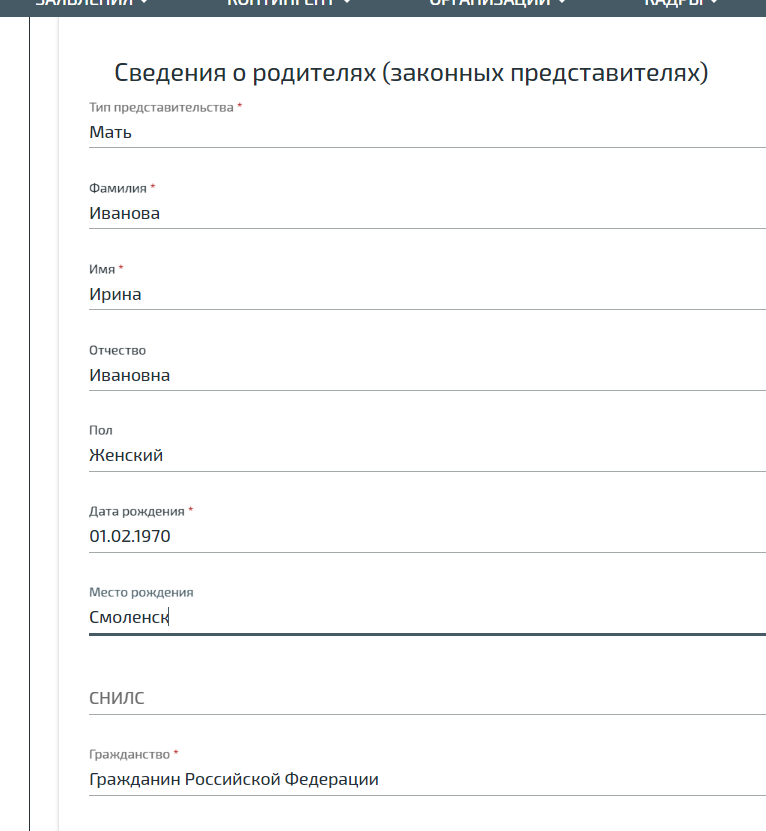 ЗАЯВЛЕНИЯ КОНТИНГЕНТ ОРГАНИЗАЦИИ КАДРЫ
Сведения о родителях (законных представителях)
Тип представительства *
Мать
Фамилия *
Иванова
Имя *
Ирина
Отчество
Ивановна
Пол
Женский
Дата рождения *
01.02.1970
Место рождения
Смоленск
СНИЛС
Гражданство *
Гражданин Российской Федерации